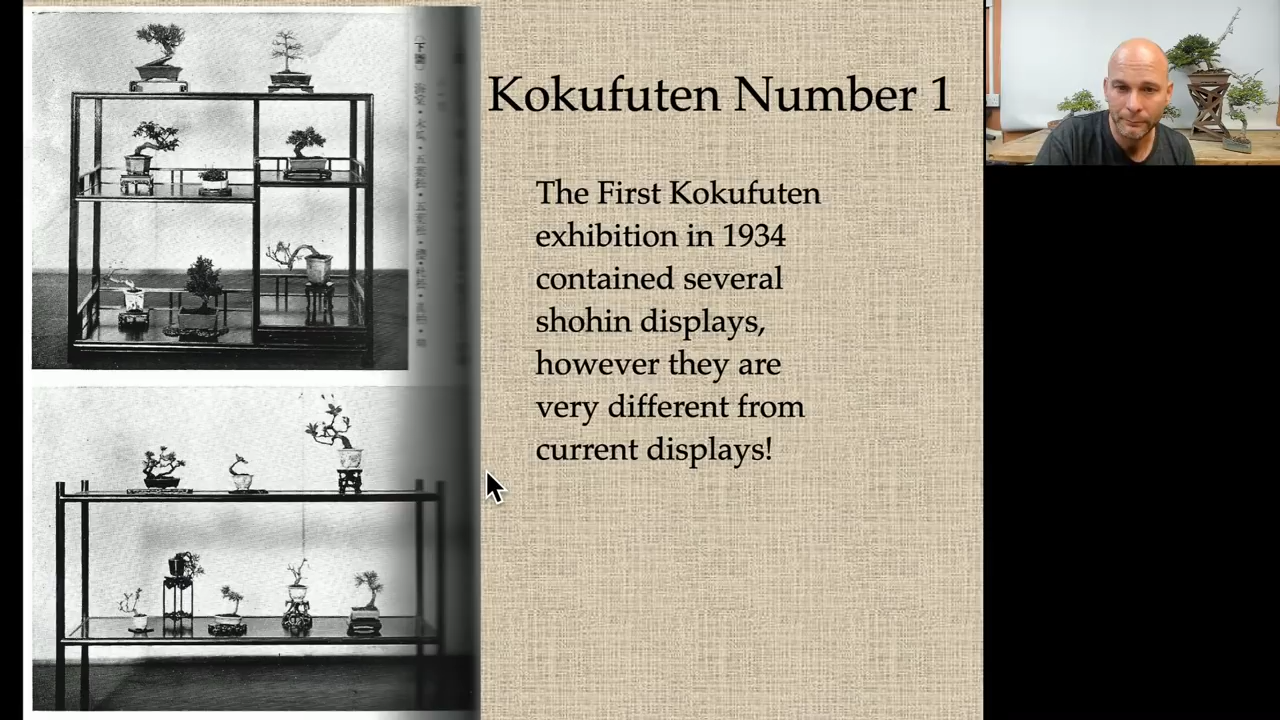 Kokufuten Number 1
The First Kokufuten
exhibition in 1934
contained several
shohin displays,
however they are
very different from
current displays!